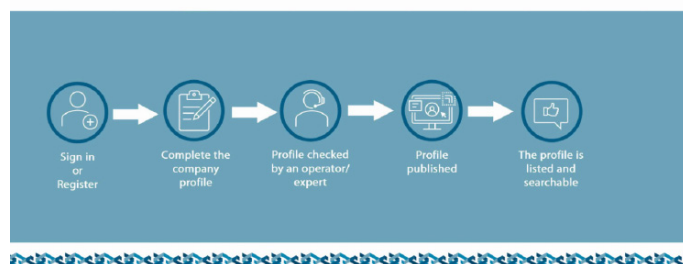 Sign in
or
Register
Complete the
company
profile
Profile checked
by an operator/
expert
Profile
published
The profile is
listed and
searchable